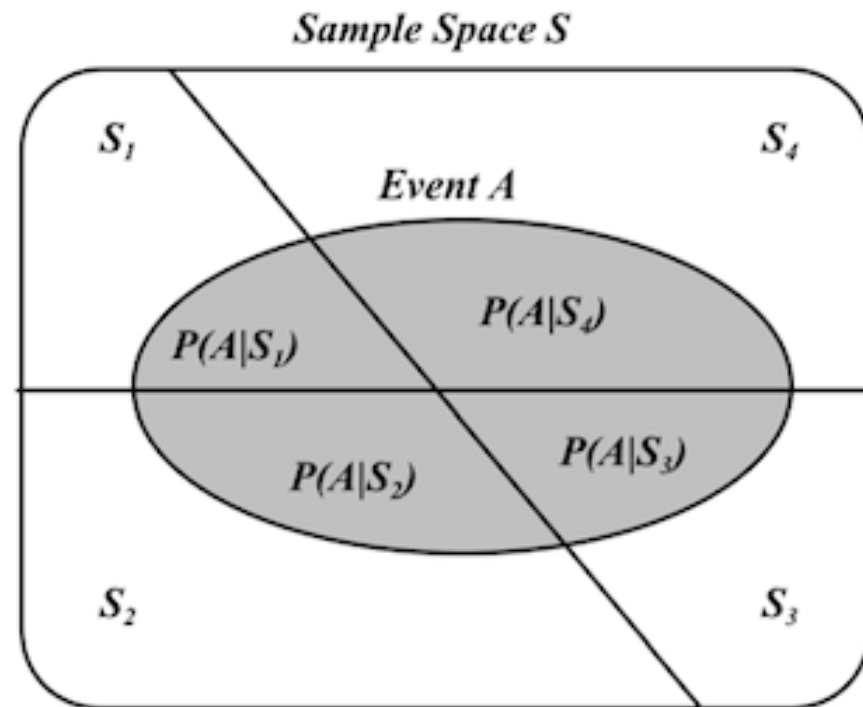 Sample Space S
S₁ S₄
Event A
P(A|S₁) P(A|S₄)
P(A|S₂) P(A|S₃)
S₂ S₃